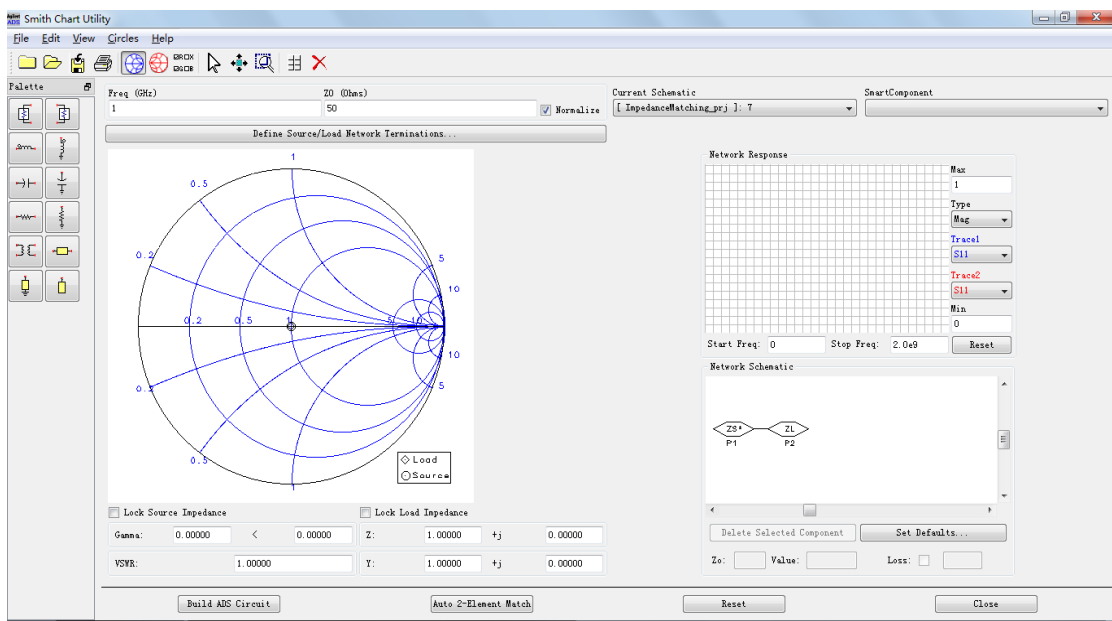 Agilent ADS Smith Chart Utility
File Edit View Circles Help
Palette
Freq (GHz) Z0 (Ohms) Current Schematic SmartComponent
1 50 Normalize [ ImpedanceMatching_prj ]: 7
Define Source/Load Network Terminations...
1
0.5
0.2
5
10
0.2 0.5 1 5 10
10
0.2
5
0.5
1
Load
Source
Network Response
Max
1
Type
Mag
Trace1
S11
Trace2
S11
Min
0
Start Freq: 0 Stop Freq: 2.0e9 Reset
Network Schematic
ZS* ZL
P1 P2
Lock Source Impedance Lock Load Impedance
Gamma: 0.00000 < 0.00000 Z: 1.00000 +j 0.00000
VSWR: 1.00000 Y: 1.00000 +j 0.00000
Delete Selected Component Set Defaults...
Zo: Value: Loss:
Build ADS Circuit Auto 2-Element Match Reset Close